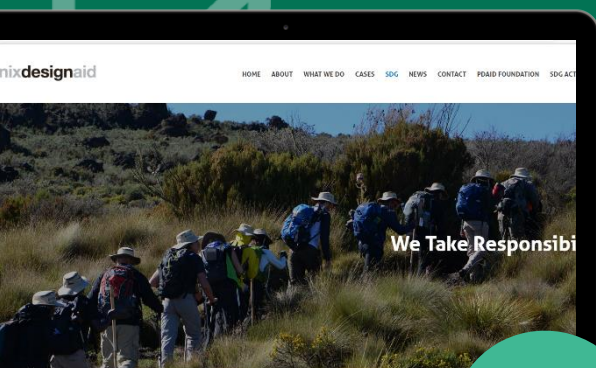 nixdesignaid
HOME ABOUT WHAT WE DO CASES SDG NEWS CONTACT PDAID FOUNDATION SDG ACT
We Take Responsibi